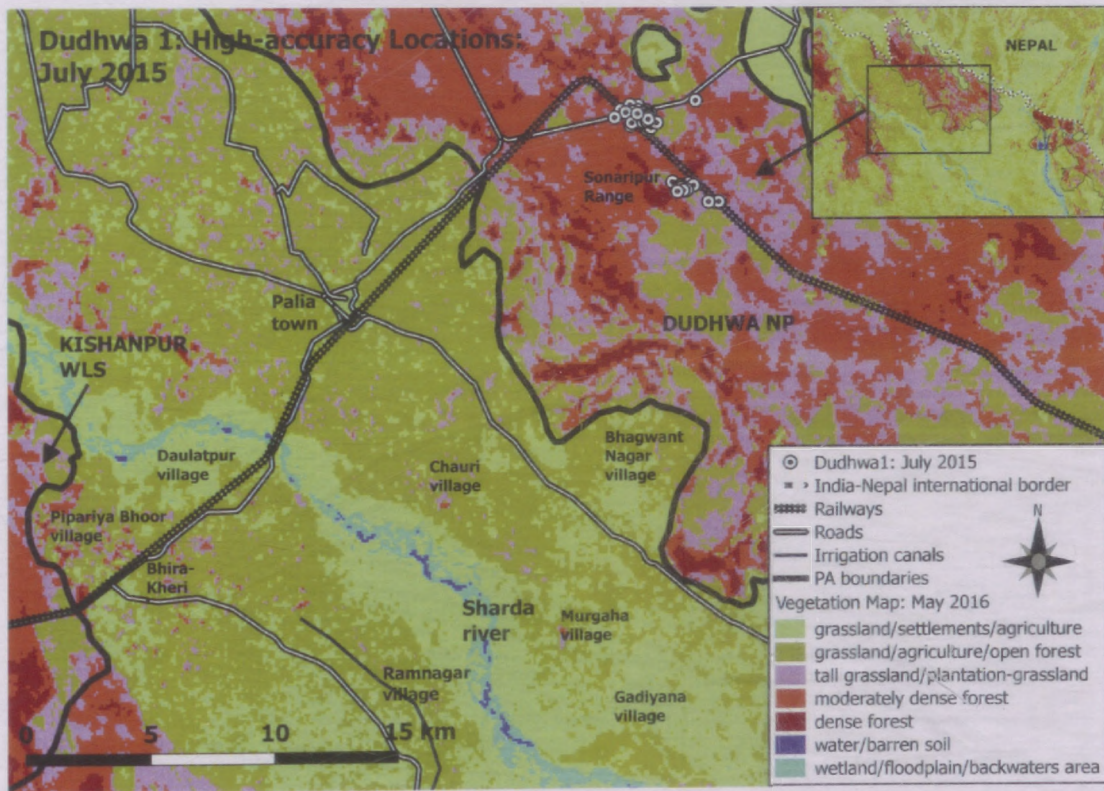 Dudhwa 1: High-accuracy Locations:
July 2015
NEPAL
Sonaripur
Range
Palia
town
DUDHWA NP
KISHANPUR
WLS
Daulatpur
village
Chauri
village
Bhagwant
Nagar
village
Pipariya Bhoor
village
Bhira-
Kheri
Sharda
river
Murgaha
village
Ramnagar
village
Gadiyana
village
0 5 10 15 km
Dudhwa1: July 2015
India-Nepal international border
Railways
Roads
Irrigation canals
PA boundaries
N
Vegetation Map: May 2016
grassland/settlements/agriculture
grassland/agriculture/open forest
tall grassland/plantation-grassland
moderately dense forest
dense forest
water/barren soil
wetland/floodplain/backwaters area